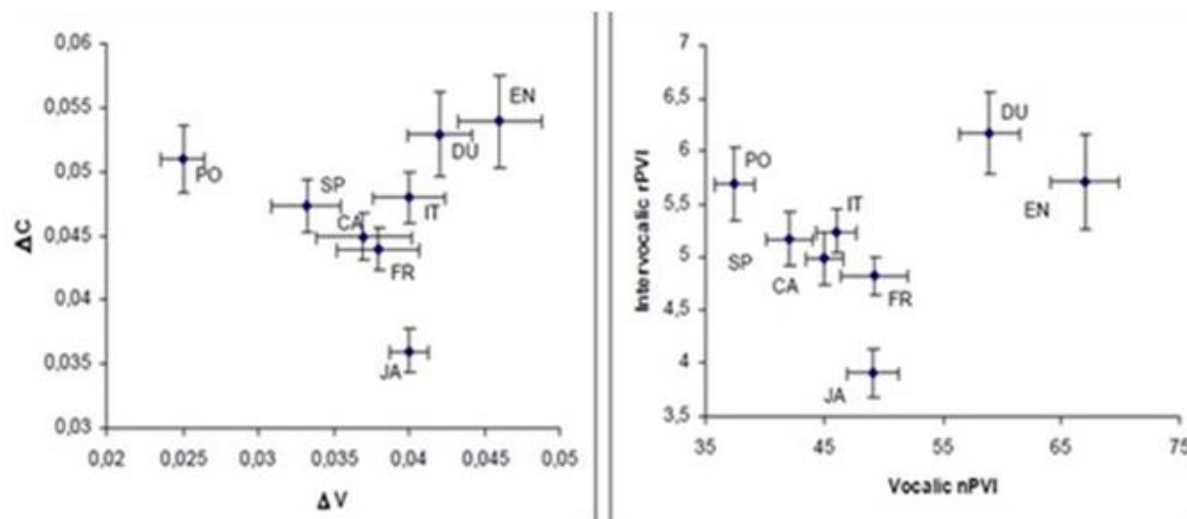 0,06
0,055
0,05
0,045
0,04
0,035
0,03
ΔC
0,02 0,025 0,03 0,035 0,04 0,045 0,05
ΔV
EN
DU
PO
SP
IT
CA
FR
JA
7
6,5
6
5,5
5
4,5
4
3,5
Intervocalic rPVI
35 45 55 65 75
Vocalic nPVI
DU
PO
EN
IT
SP
CA
FR
JA